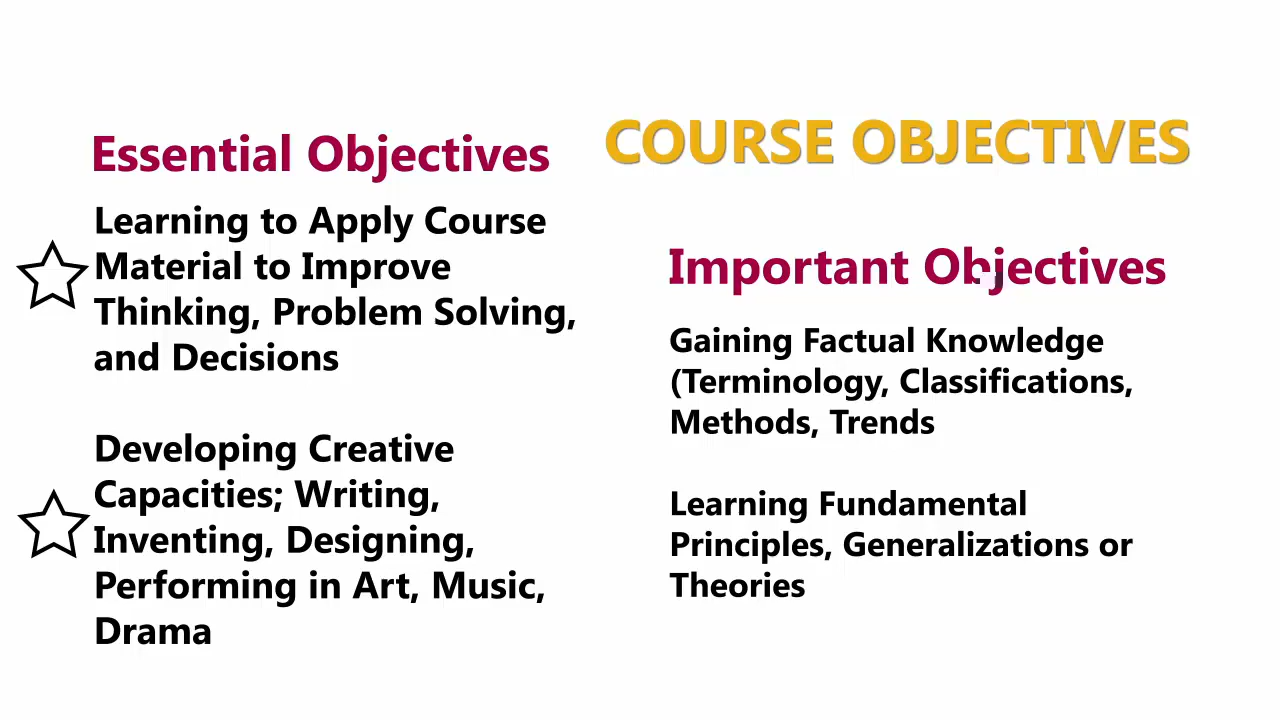 COURSE OBJECTIVES
Essential Objectives
Learning to Apply Course
Material to Improve
Thinking, Problem Solving,
and Decisions
Developing Creative
Capacities; Writing,
Inventing, Designing,
Performing in Art, Music,
Drama
Important Objectives
Gaining Factual Knowledge
(Terminology, Classifications,
Methods, Trends
Learning Fundamental
Principles, Generalizations or
Theories